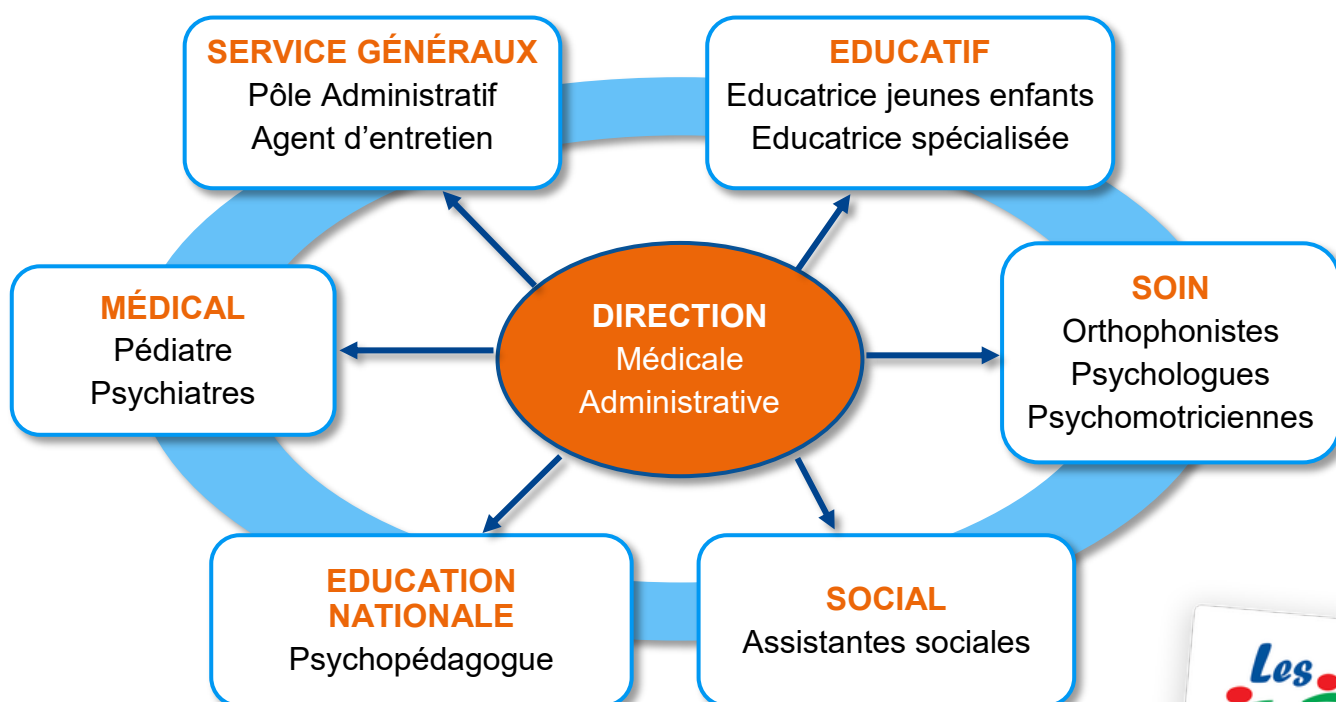 SERVICE GÉNÉRAUX
Pôle Administratif
Agent d’entretien
EDUCATIF
Educatrice jeunes enfants
Educatrice spécialisée
MÉDICAL
Pédiatre
Psychiatres
DIRECTION
Médicale
Administrative
SOIN
Orthophonistes
Psychologues
Psychomotriciennes
EDUCATION
NATIONALE
Psychopédagogue
SOCIAL
Assistantes sociales
Les